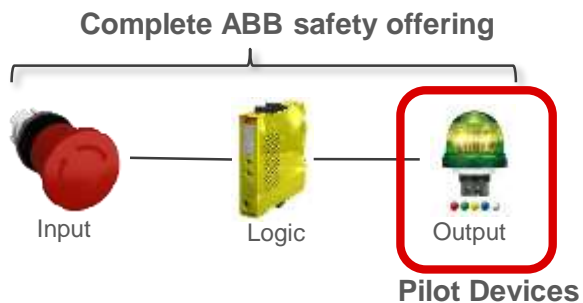 Complete ABB safety offering
Input
Logic
Output
Pilot Devices